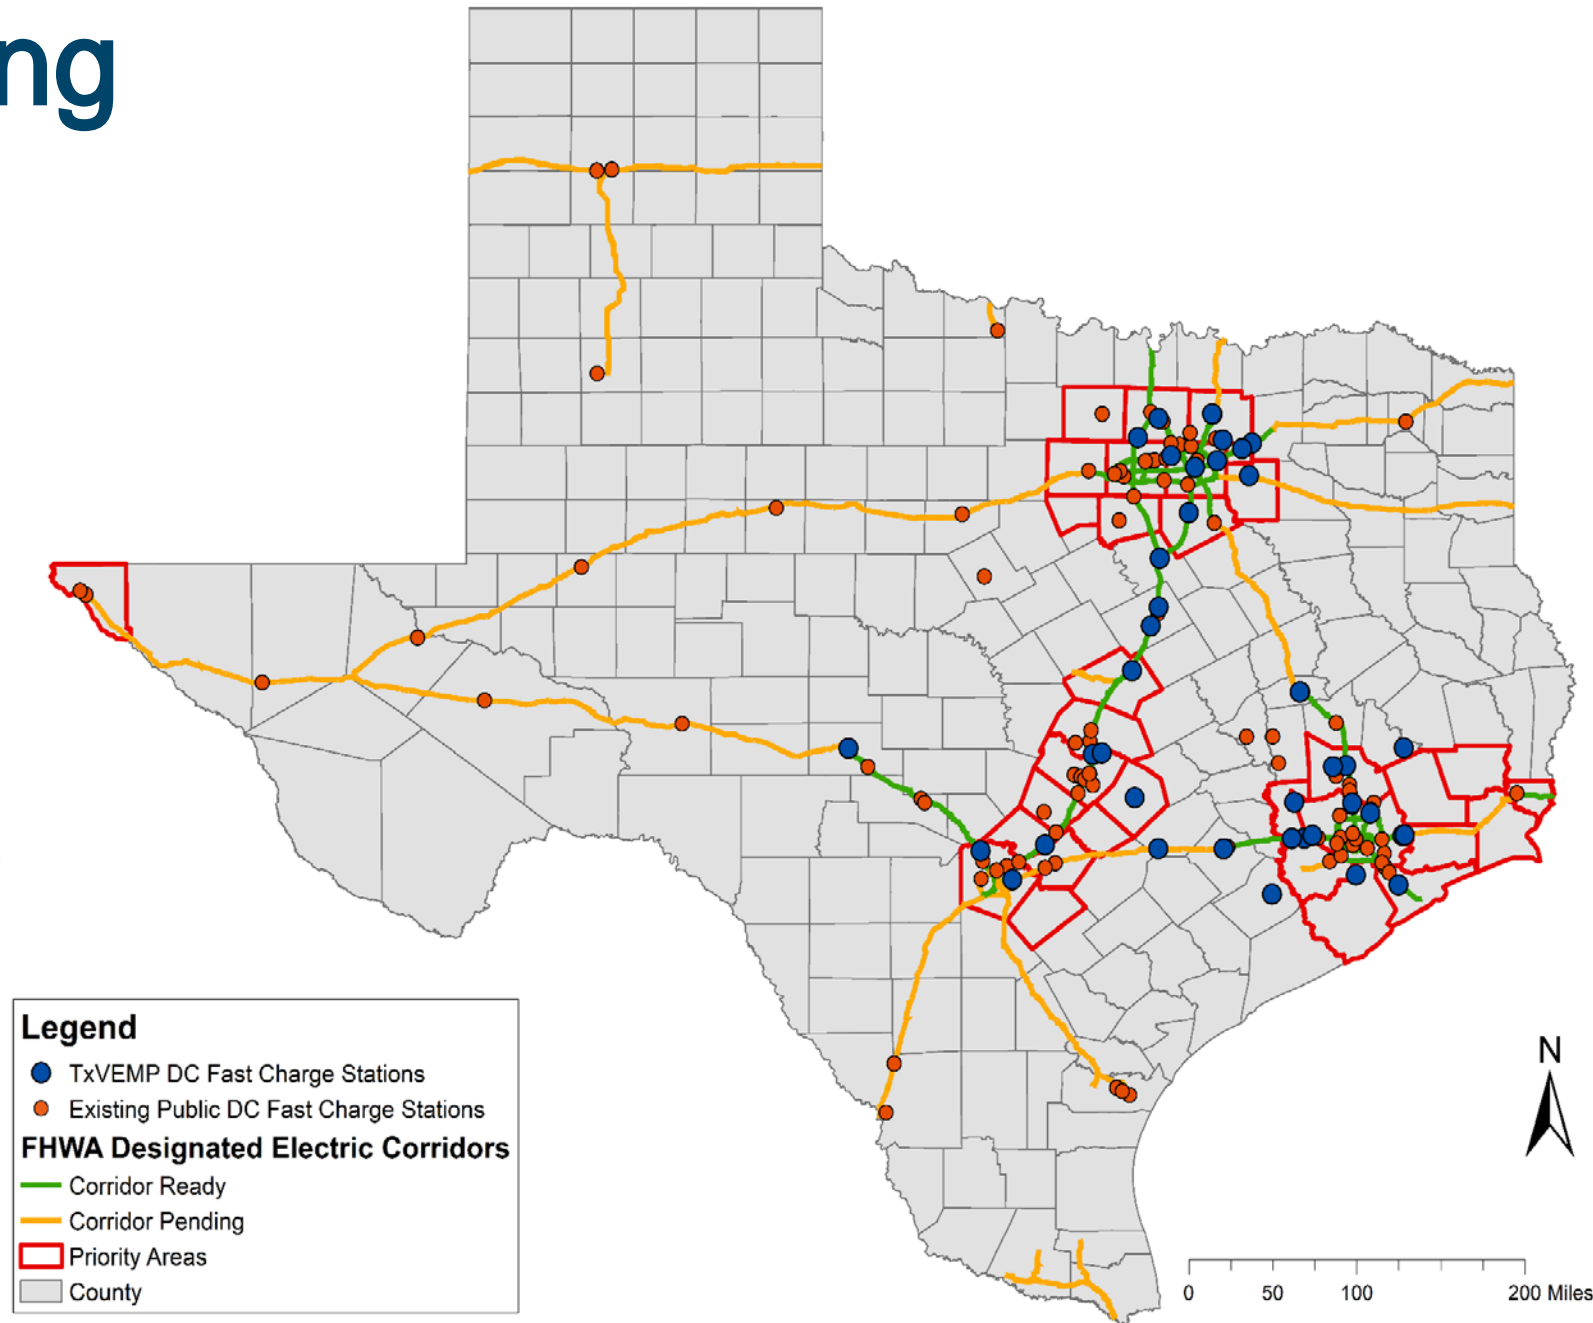 ng
Legend
TxVEMP DC Fast Charge Stations
Existing Public DC Fast Charge Stations
FHWA Designated Electric Corridors
Corridor Ready
Corridor Pending
Priority Areas
County
N
0 50 100 200 Miles